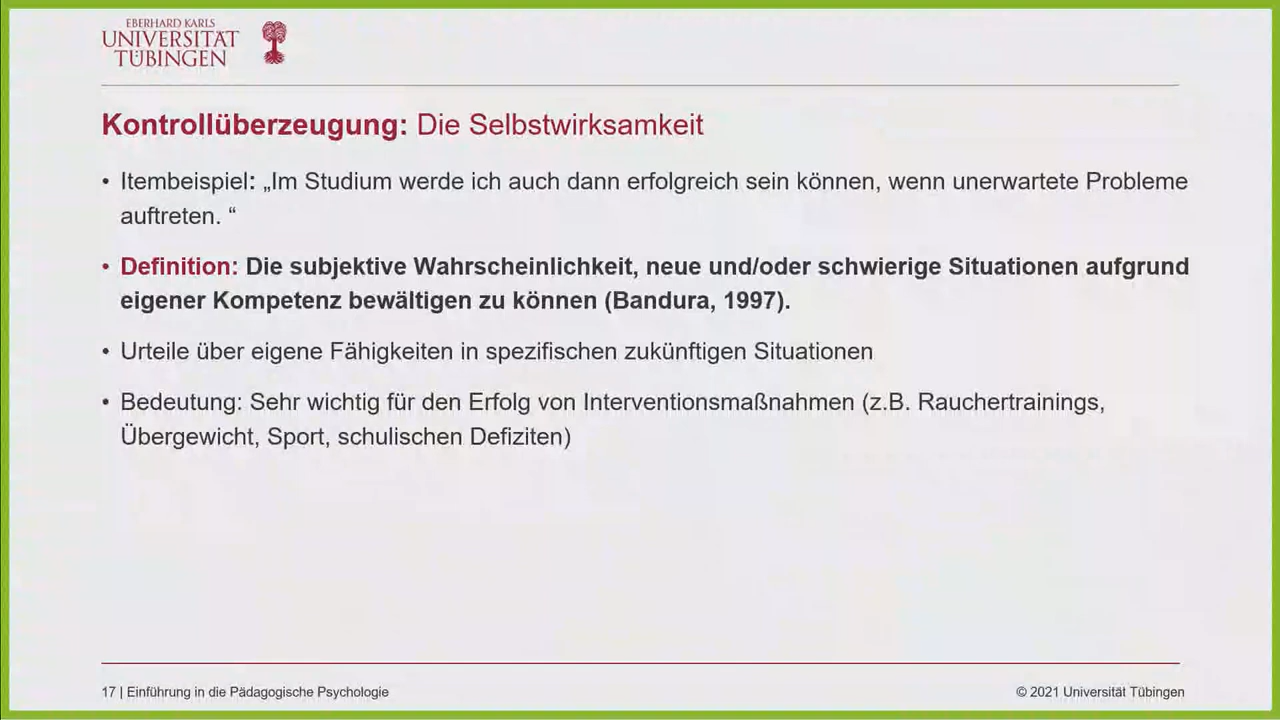 EBERHARD KARLS
UNIVERSITÄT
TÜBINGEN
Kontrollüberzeugung: Die Selbstwirksamkeit
• Itembeispiel: „Im Studium werde ich auch dann erfolgreich sein können, wenn unerwartete Probleme
auftreten. “
• Definition: Die subjektive Wahrscheinlichkeit, neue und/oder schwierige Situationen aufgrund
eigener Kompetenz bewältigen zu können (Bandura, 1997).
• Urteile über eigene Fähigkeiten in spezifischen zukünftigen Situationen
• Bedeutung: Sehr wichtig für den Erfolg von Interventionsmaßnahmen (z.B. Rauchertrainings,
Übergewicht, Sport, schulischen Defiziten)
17 | Einführung in die Pädagogische Psychologie
© 2021 Universität Tübingen